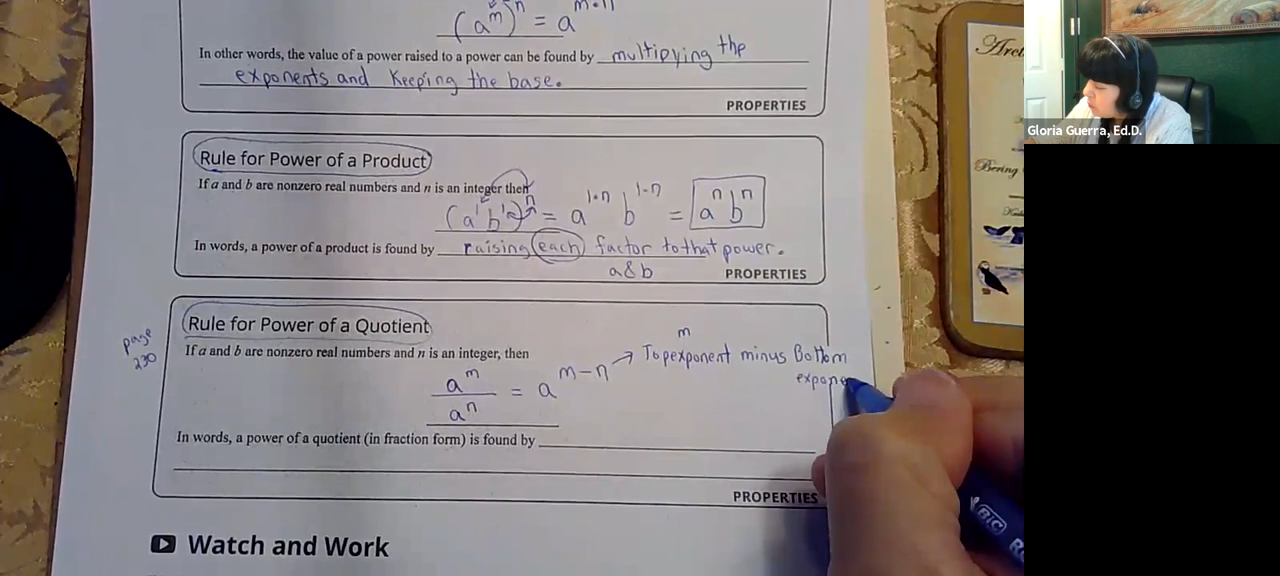 (a^m)^n = a^m·n
In other words, the value of a power raised to a power can be found by multipying the
exponents and keeping the base.
PROPERTIES
Rule for Power of a Product
If a and b are nonzero real numbers and n is an integer then
(a^1 b^1)^n = a^1·n b^1·n = a^n b^n
In words, a power of a product is found by raising each factor to that power.
a & b
PROPERTIES
Rule for Power of a Quotient
page
230
If a and b are nonzero real numbers and n is an integer, then
m
a^m/a^n = a^m-n → Top exponent minus Bottom
expone
In words, a power of a quotient (in fraction form) is found by
PROPERTIES
Watch and Work
Gloria Guerra, Ed.D.
Bering
BIC